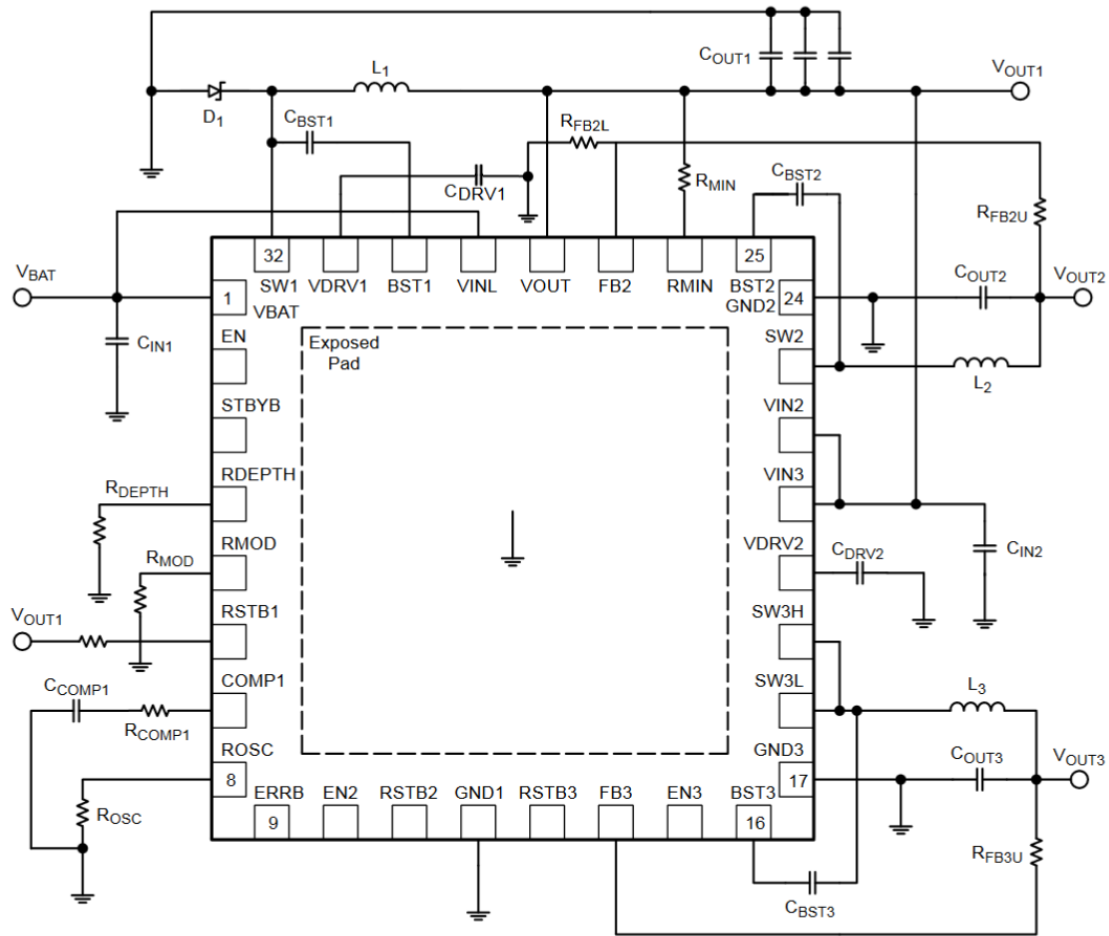 COUT1
L1
VOUT1
D1
CBST1
RFB2L
CDRV1
RMIN
CBST2
RFB2U
32
25
SW1
VDRV1
BST1
VINL
VOUT
FB2
RMIN
BST2
VBAT
1
VBAT
GND2
24
COUT2
VOUT2
CIN1
EN
Exposed
Pad
SW2
L2
STBYB
VIN2
RDEPTH
RDEPTH
VIN3
RMOD
RMOD
VDRV2
CDRV2
CIN2
VOUT1
RSTB1
SW3H
CCOMP1
RCOMP1
COMP1
SW3L
L3
ROSC
8
GND3
17
COUT3
VOUT3
ROSC
ERRB
EN2
RSTB2
GND1
RSTB3
FB3
EN3
BST3
9
16
RFB3U
CBST3